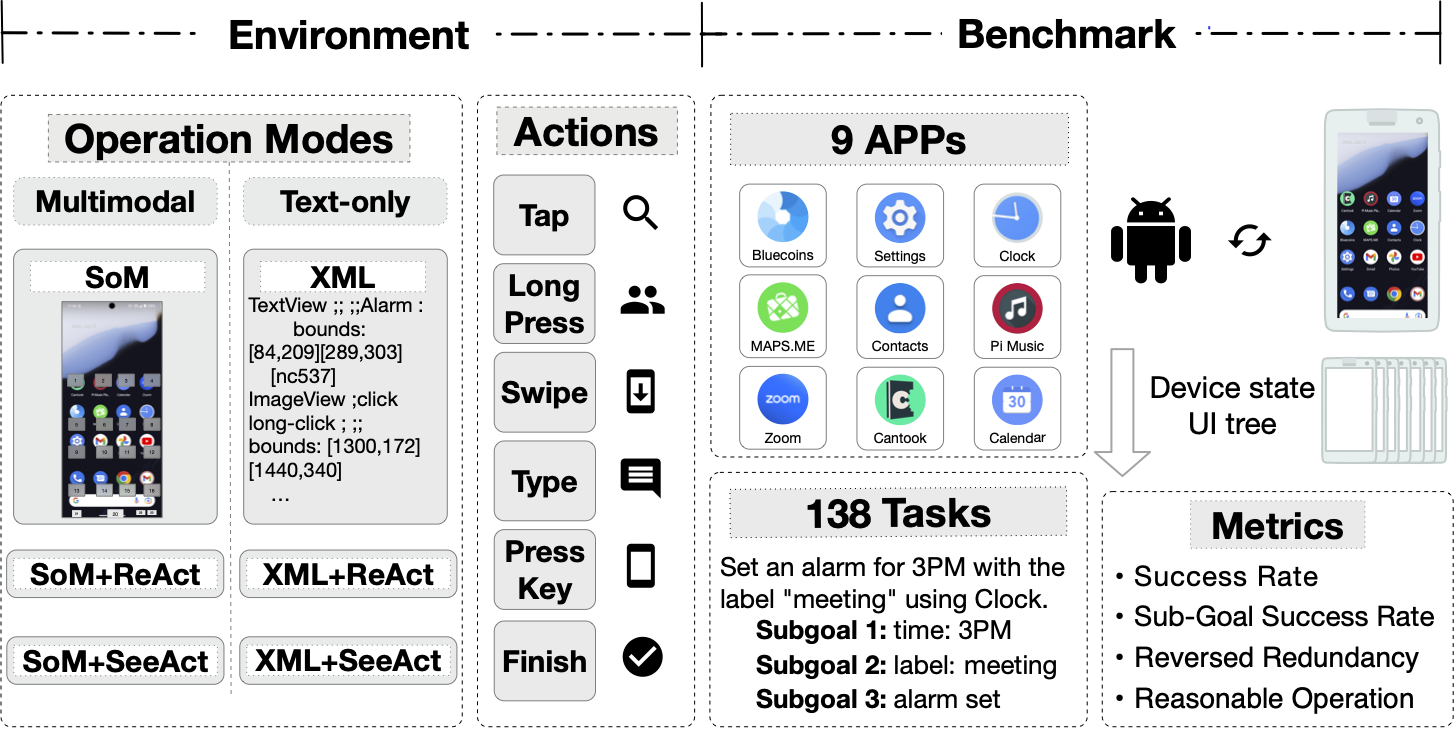 Environment
Benchmark
Operation Modes
Multimodal
Text-only
SoM
XML
TextView ;; ;;Alarm :
bounds:
[84,209][289,303]
[nc537]
ImageView ;click
long-click ; ;;
bounds: [1300,172]
[1440,340]
...
SoM+ReAct
XML+ReAct
SoM+SeeAct
XML+SeeAct
Actions
Tap
Long
Press
Swipe
Type
Press
Key
Finish
9 APPs
Bluecoins
Settings
Clock
MAPS.ME
Contacts
Pi Music
zoom
Zoom
Cantook
30
Calendar
138 Tasks
Set an alarm for 3PM with the
label "meeting" using Clock.
Subgoal 1: time: 3PM
Subgoal 2: label: meeting
Subgoal 3: alarm set
Device state
UI tree
Metrics
• Success Rate
• Sub-Goal Success Rate
• Reversed Redundancy
• Reasonable Operation